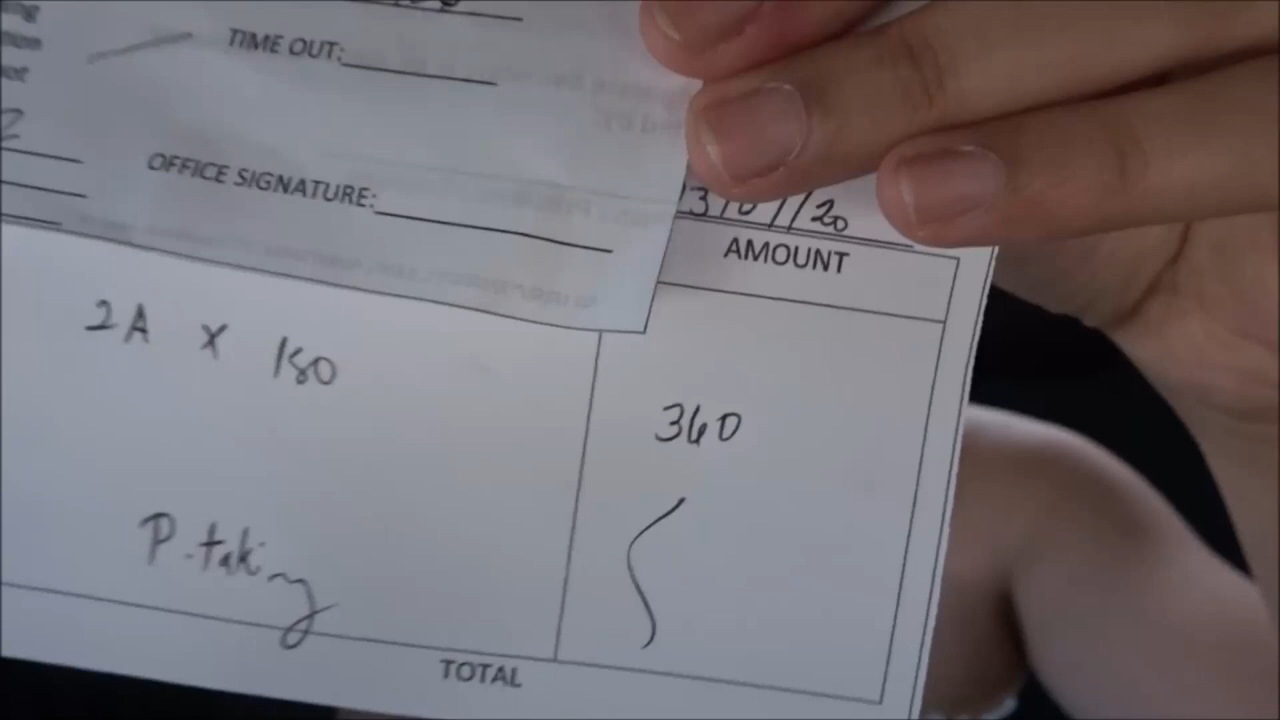 TIME OUT:
OFFICE SIGNATURE:
AMOUNT
2A X 180
360
P-taking
TOTAL